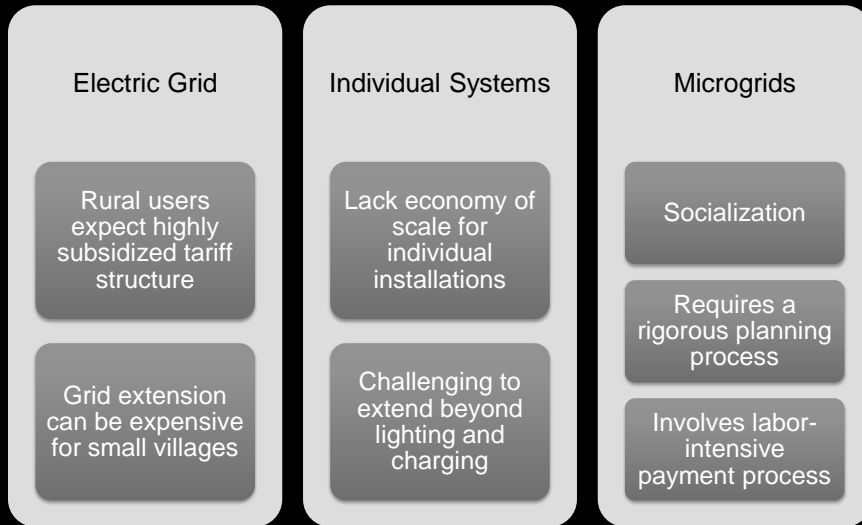 Electric Grid
Rural users
expect highly
subsidized tariff
structure
Grid extension
can be expensive
for small villages
Individual Systems
Lack economy of
scale for
individual
installations
Challenging to
extend beyond
lighting and
charging
Microgrids
Socialization
Requires a
rigorous planning
process
Involves labor-
intensive
payment process